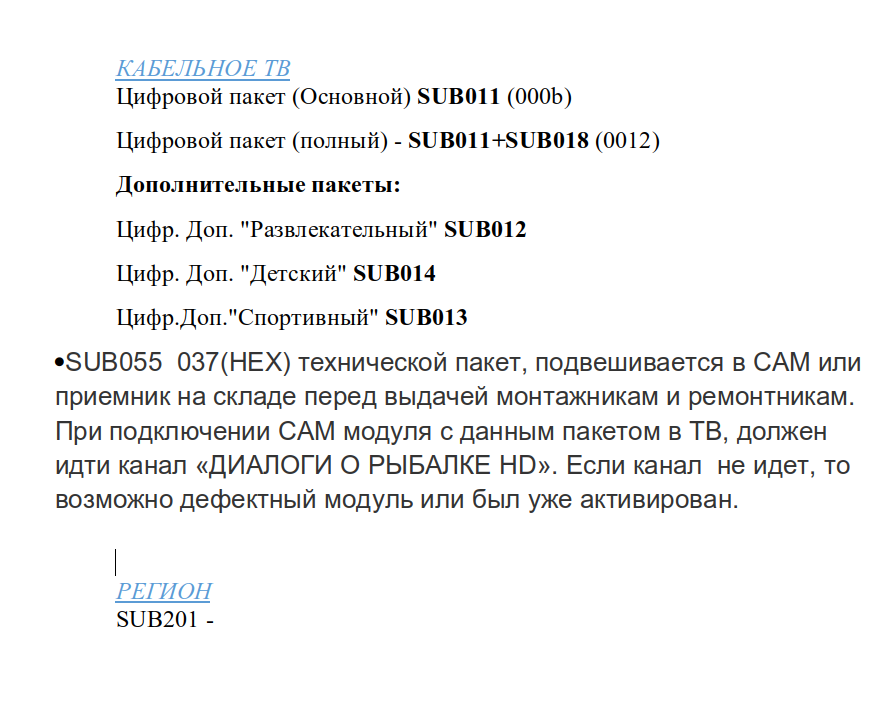 КАБЕЛЬНОЕ ТВ
Цифровой пакет (Основной) SUB011 (000b)
Цифровой пакет (полный) - SUB011+SUB018 (0012)
Дополнительные пакеты:
Цифр. Доп. "Развлекательный" SUB012
Цифр. Доп. "Детский" SUB014
Цифр.Доп."Спортивный" SUB013
•SUB055  037(HEX) технической пакет, подвешивается в САМ или
приемник на складе перед выдачей монтажникам и ремонтникам.
При подключении САМ модуля с данным пакетом в ТВ, должен
идти канал «ДИАЛОГИ О РЫБАЛКЕ HD». Если канал  не идет, то
возможно дефектный модуль или был уже активирован.
РЕГИОН
SUB201 -